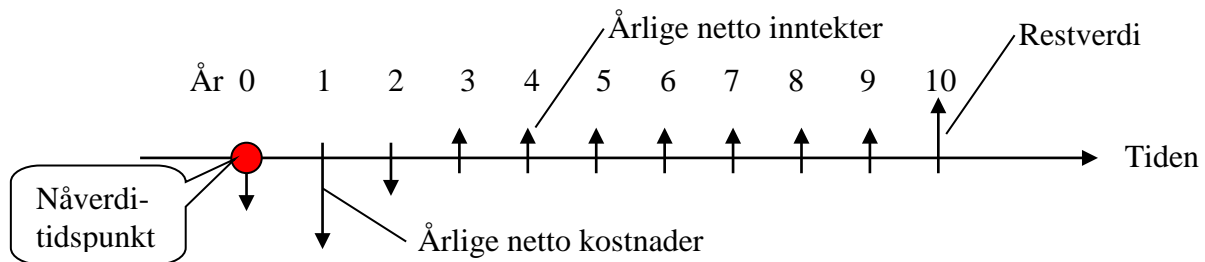 Årlige netto inntekter
Restverdi
År 0 1 2 3 4 5 6 7 8 9 10
Tiden
Nåverdi-
tidspunkt
Årlige netto kostnader